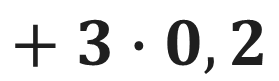 + 3 · 0, 2